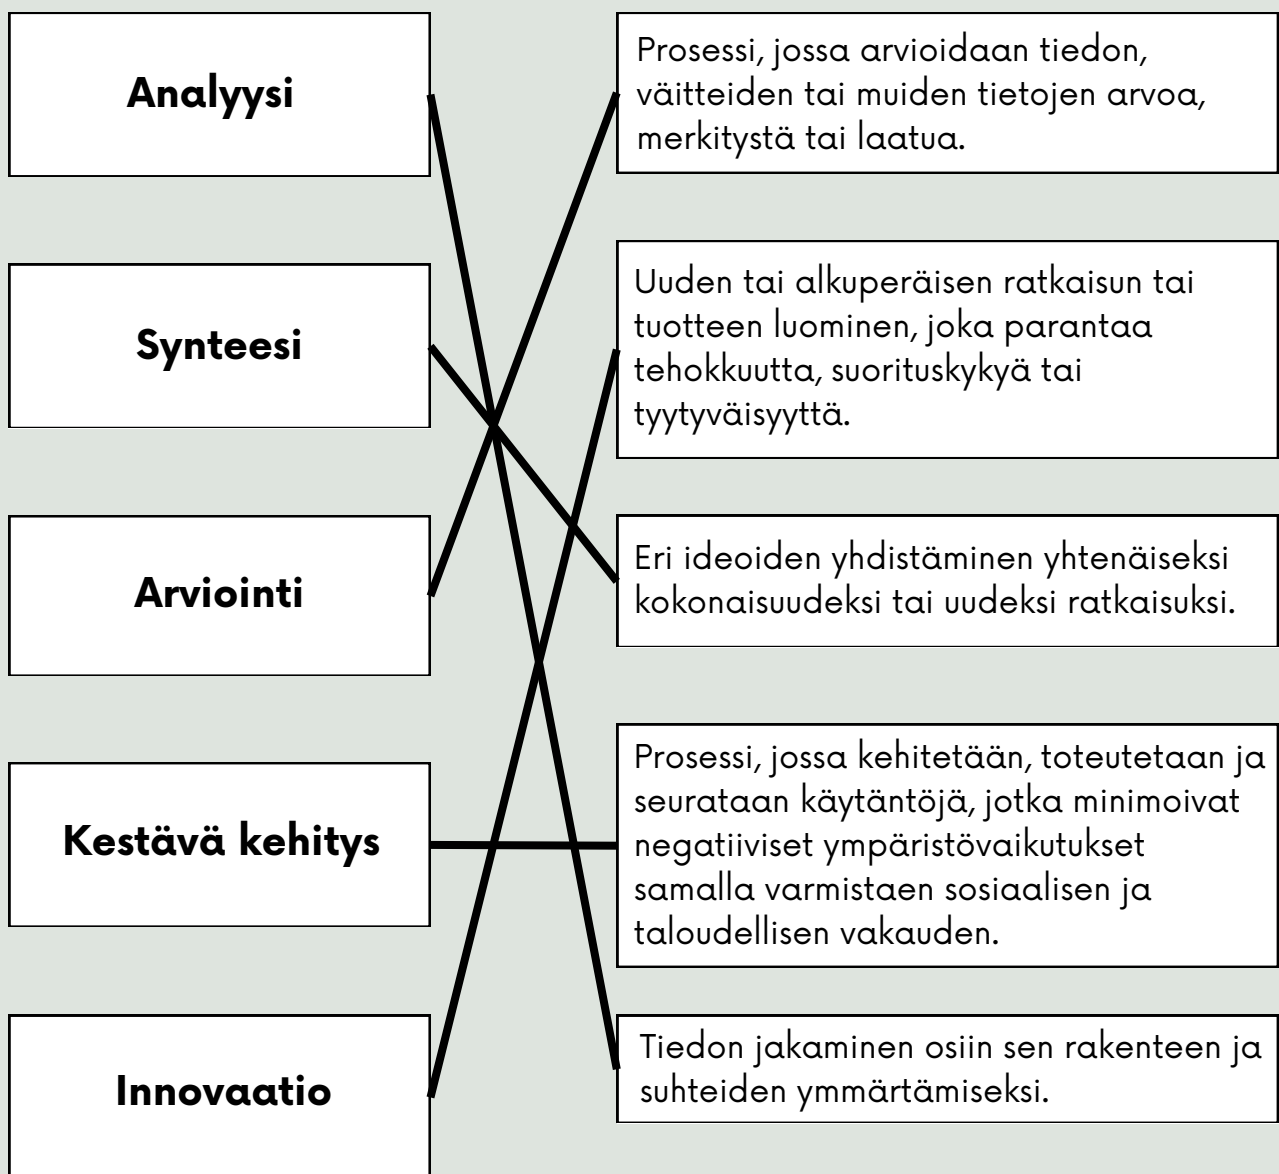 Analyysi
Prosessi, jossa arvioidaan tiedon,
väitteiden tai muiden tietojen arvoa,
merkitystä tai laatua.
Synteesi
Uuden tai alkuperäisen ratkaisun tai
tuotteen luominen, joka parantaa
tehokkuutta, suorituskykyä tai
tyytyväisyyttä.
Arviointi
Eri ideoiden yhdistäminen yhtenäiseksi
kokonaisuudeksi tai uudeksi ratkaisuksi.
Kestävä kehitys
Prosessi, jossa kehitetään, toteutetaan ja
seurataan käytäntöjä, jotka minimoivat
negatiiviset ympäristövaikutukset
samalla varmistaen sosiaalisen ja
taloudellisen vakauden.
Innovaatio
Tiedon jakaminen osiin sen rakenteen ja
suhteiden ymmärtämiseksi.